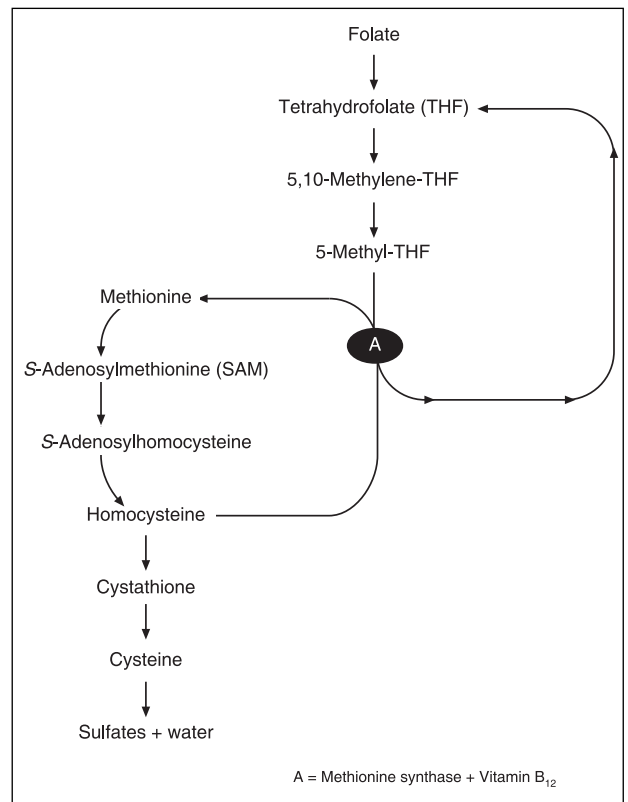 Folate
Tetrahydrofolate (THF)
5,10-Methylene-THF
5-Methyl-THF
Methionine
A
S-Adenosylmethionine (SAM)
S-Adenosylhomocysteine
Homocysteine
Cystathione
Cysteine
Sulfates + water
A = Methionine synthase + Vitamin B₁₂